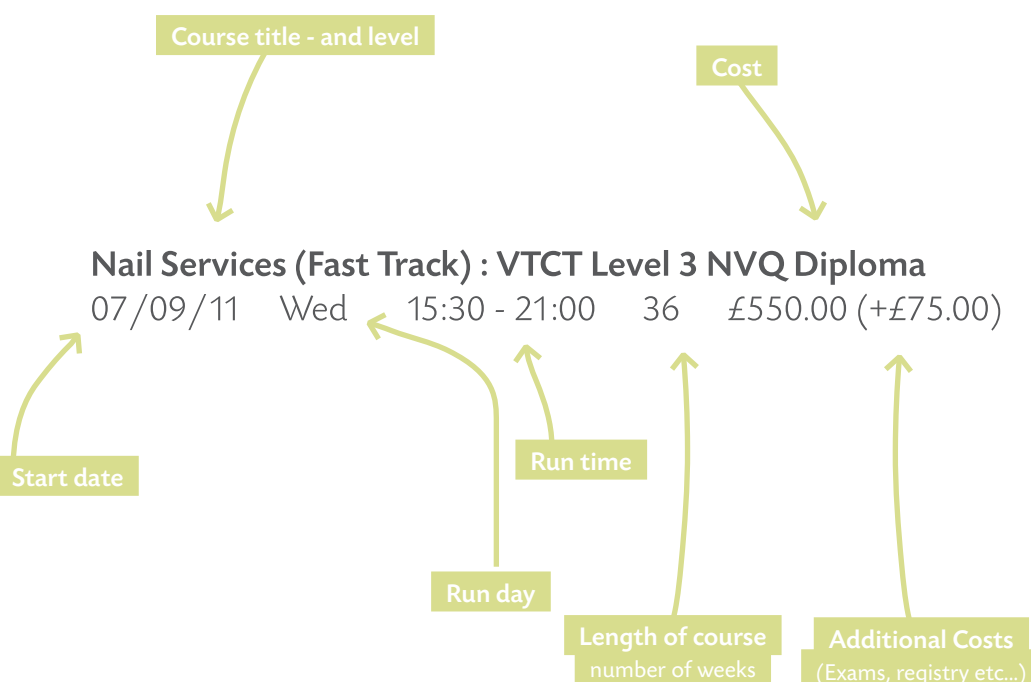 Course title - and level
Cost
Nail Services (Fast Track) : VTCT Level 3 NVQ Diploma
07/09/11 Wed 15:30 - 21:00 36 £550.00 (+£75.00)
Run time
Start date
Run day
Length of course
number of weeks
Additional Costs
(Exams, registry etc...)